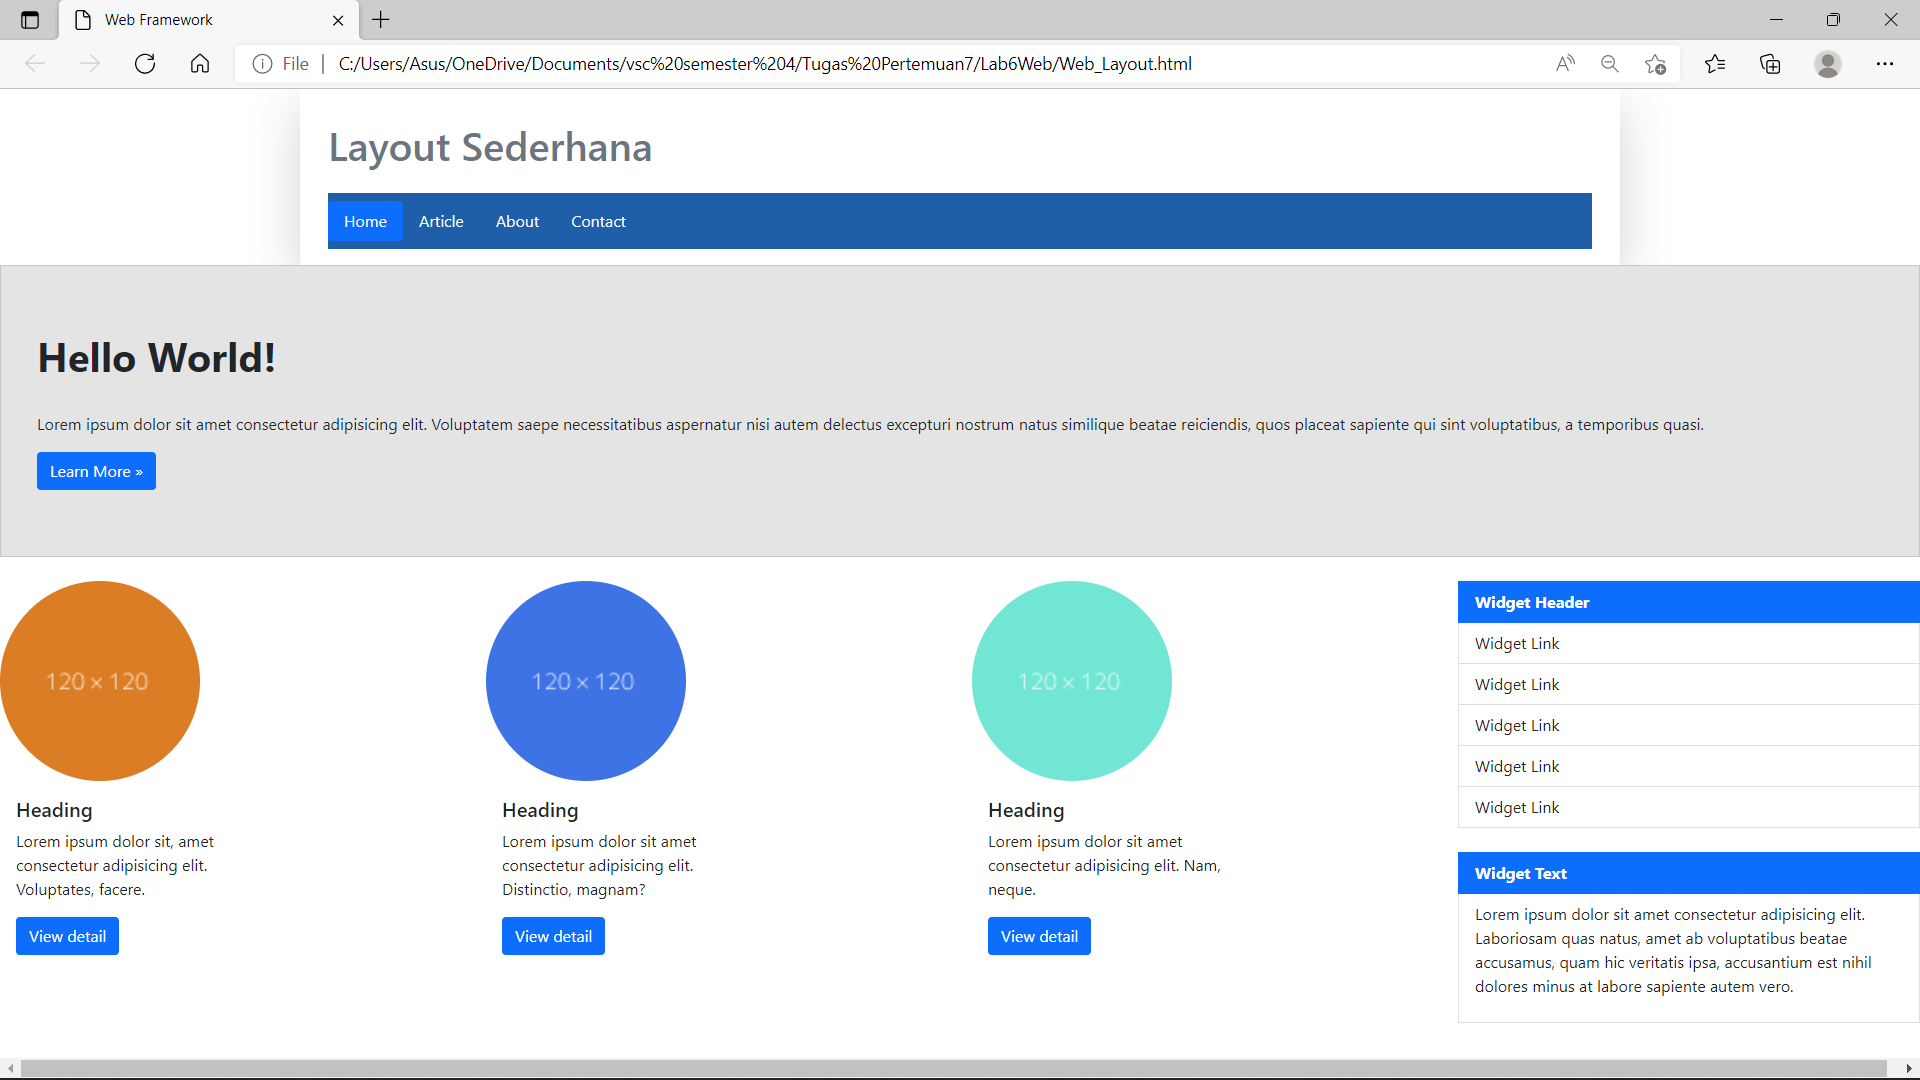 Web Framework
File
C:/Users/Asus/OneDrive/Documents/vsc%20semester%204/Tugas%20Pertemuan7/Lab6Web/Web_Layout.html
Layout Sederhana
Home Article About Contact
Hello World!
Lorem ipsum dolor sit amet consectetur adipisicing elit. Voluptatem saepe necessitatibus aspernatur nisi autem delectus excepturi nostrum natus similique beatae reiciendis, quos placeat sapiente qui sint voluptatibus, a temporibus quasi.
Learn More »
120 × 120
Heading
Lorem ipsum dolor sit, amet
consectetur adipisicing elit.
Voluptates, facere.
View detail
120 × 120
Heading
Lorem ipsum dolor sit amet
consectetur adipisicing elit.
Distinctio, magnam?
View detail
120 × 120
Heading
Lorem ipsum dolor sit amet
consectetur adipisicing elit. Nam,
neque.
View detail
Widget Header
Widget Link
Widget Link
Widget Link
Widget Link
Widget Link
Widget Text
Lorem ipsum dolor sit amet consectetur adipisicing elit.
Laboriosam quas natus, amet ab voluptatibus beatae
accusamus, quam hic veritatis ipsa, accusantium est nihil
dolores minus at labore sapiente autem vero.